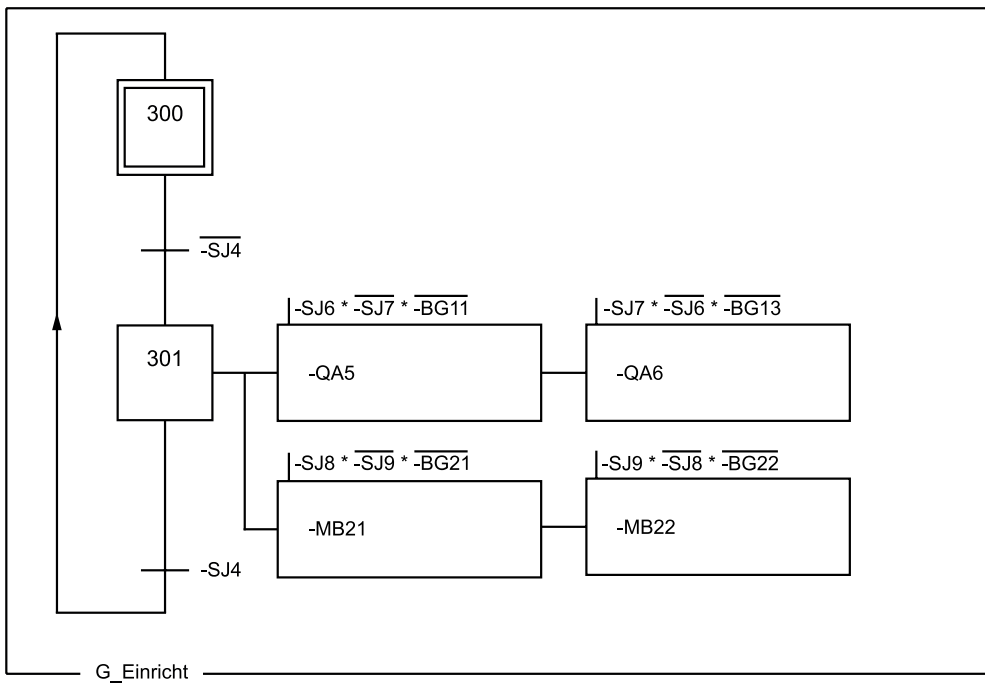 300
-SJ4
-SJ6 * -SJ7 * -BG11
-SJ7 * -SJ6 * -BG13
301
-QA5
-QA6
-SJ8 * -SJ9 * -BG21
-SJ9 * -SJ8 * -BG22
-MB21
-MB22
-SJ4
G_Einricht